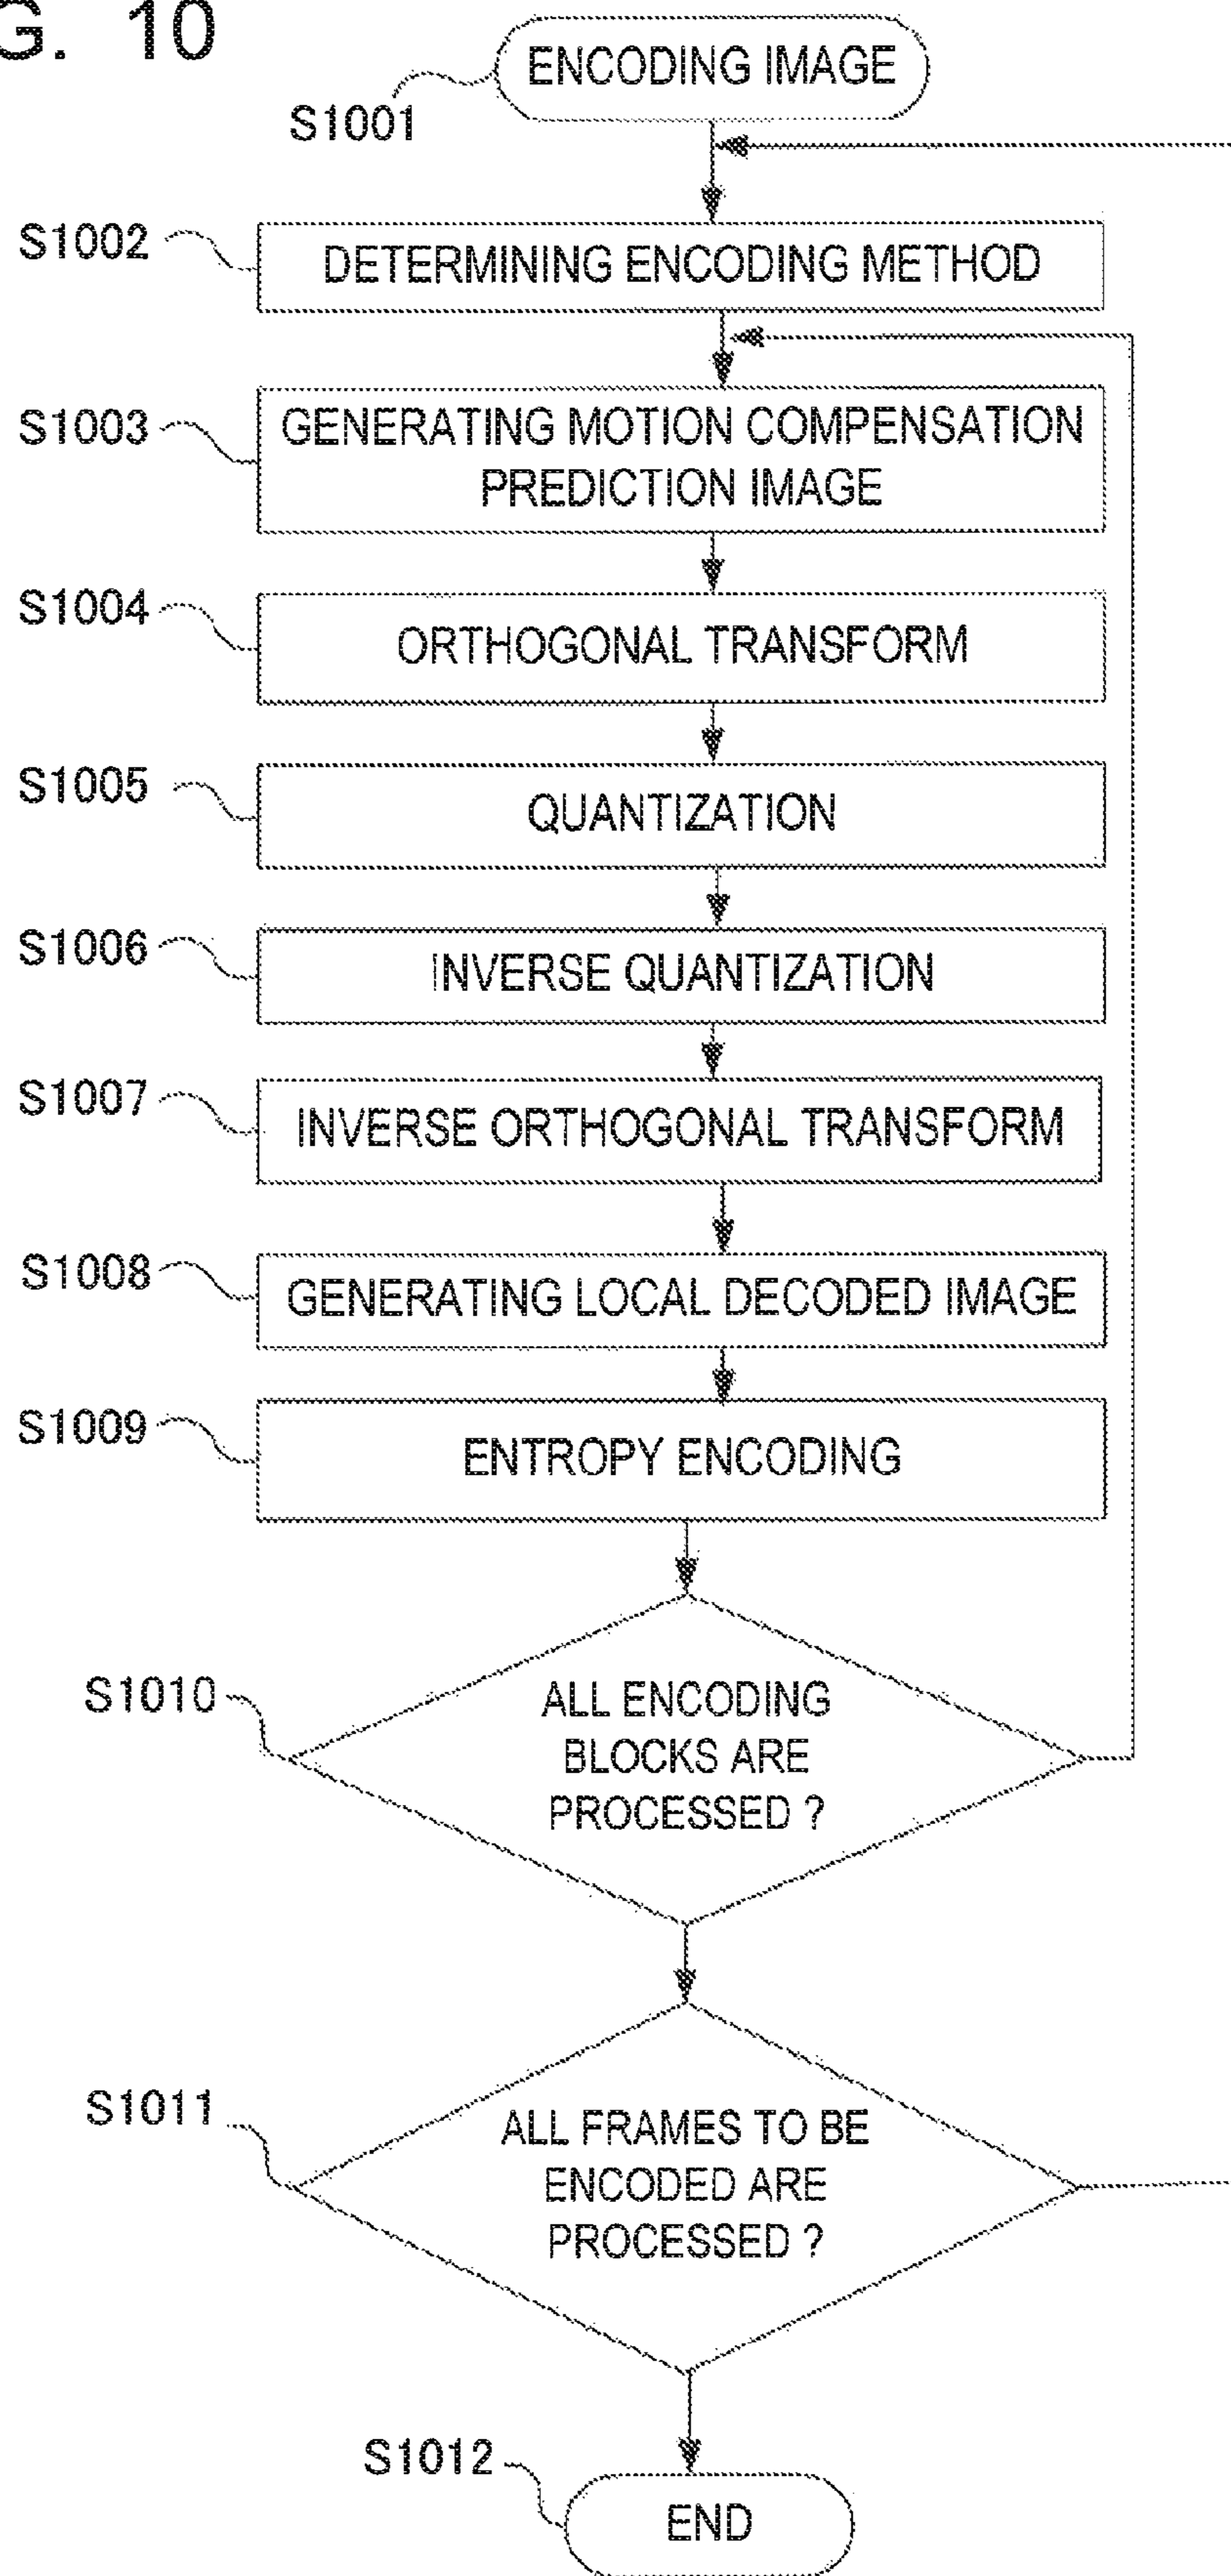 G. 10
ENCODING IMAGE
S1001
S1002
DETERMINING ENCODING METHOD
S1003
GENERATING MOTION COMPENSATION
PREDICTION IMAGE
S1004
ORTHOGONAL TRANSFORM
S1005
QUANTIZATION
S1006
INVERSE QUANTIZATION
S1007
INVERSE ORTHOGONAL TRANSFORM
S1008
GENERATING LOCAL DECODED IMAGE
S1009
ENTROPY ENCODING
S1010
ALL ENCODING
BLOCKS ARE
PROCESSED ?
S1011
ALL FRAMES TO BE
ENCODED ARE
PROCESSED ?
S1012
END